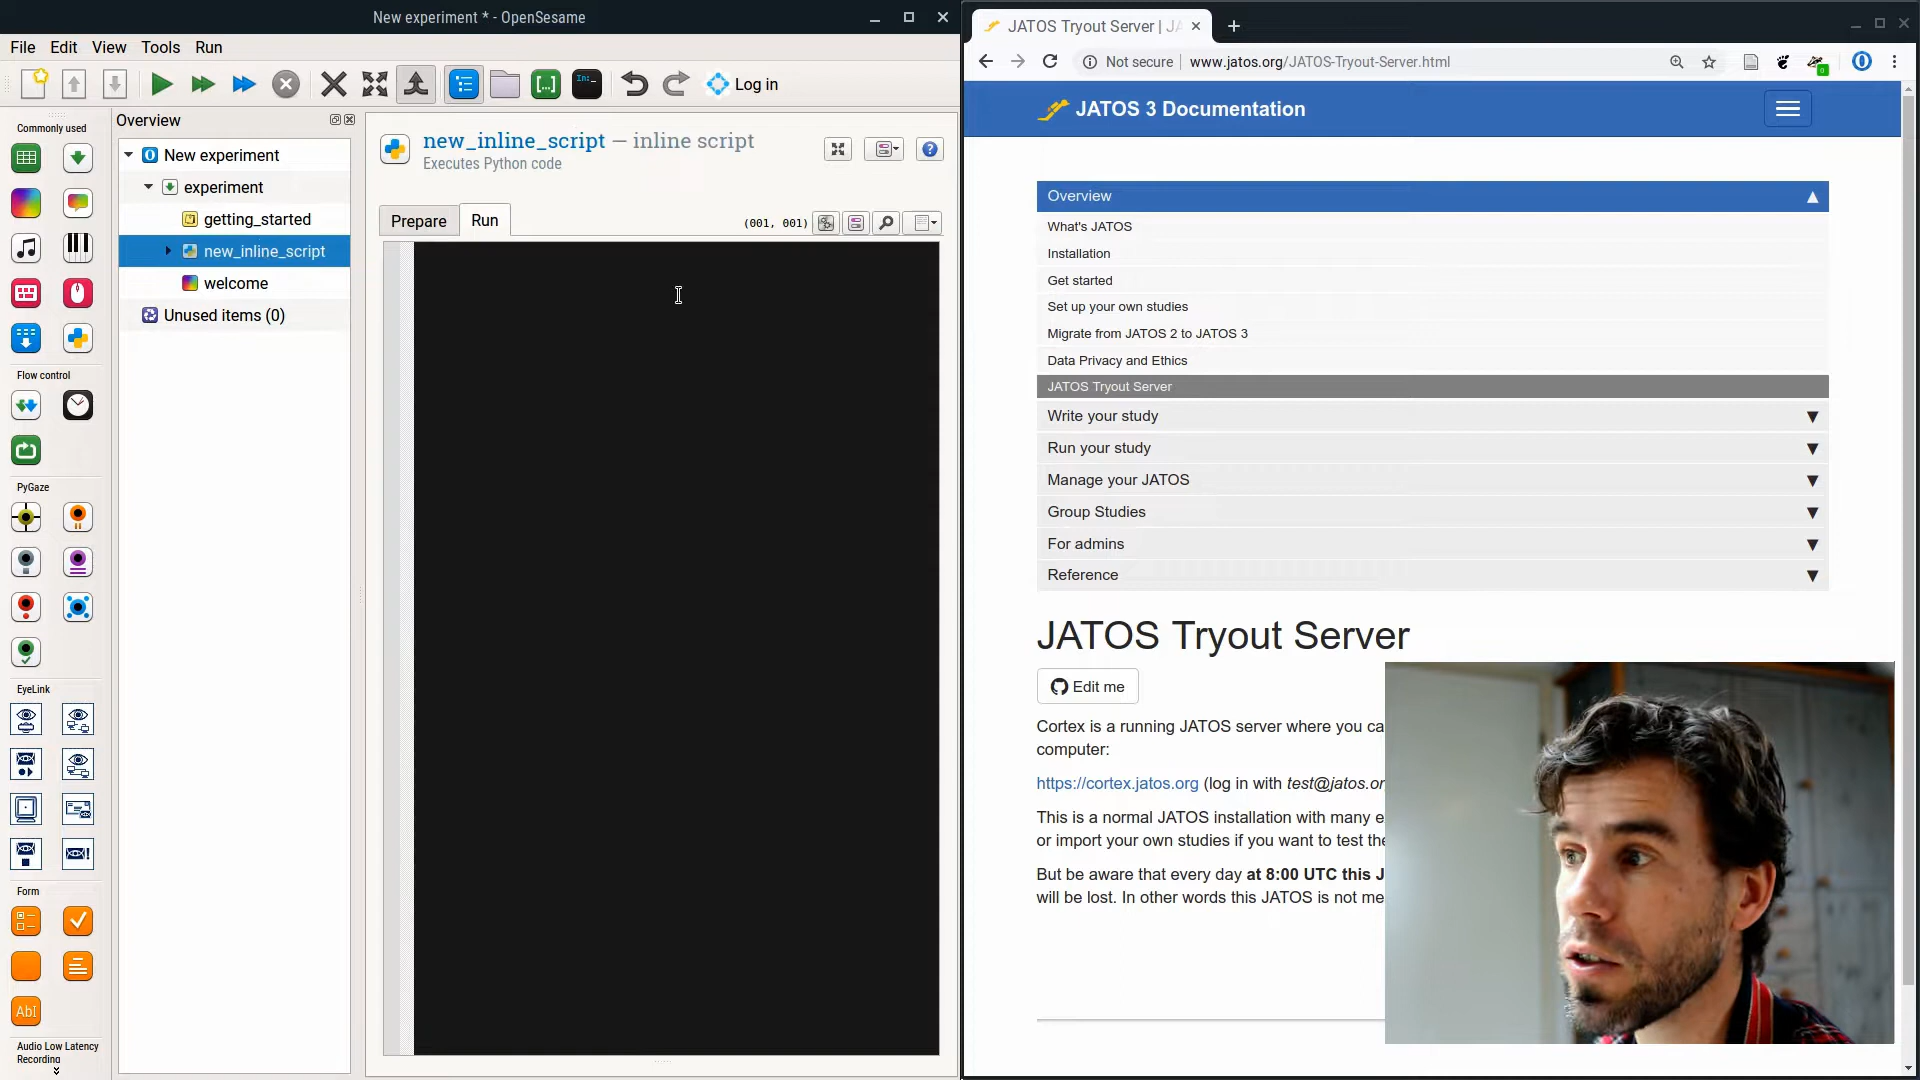 New experiment * - OpenSesame
File Edit View Tools Run
Log in
Commonly used
Flow control
PyGaze
EyeLink
Form
AbI
Audio Low Latency
Recording
Overview
New experiment
experiment
getting_started
new_inline_script
welcome
Unused items (0)
new_inline_script — inline script
Executes Python code
Prepare
Run
(001, 001)
JATOS Tryout Server | JA
Not secure | www.jatos.org/JATOS-Tryout-Server.html
JATOS 3 Documentation
Overview
What's JATOS
Installation
Get started
Set up your own studies
Migrate from JATOS 2 to JATOS 3
Data Privacy and Ethics
JATOS Tryout Server
Write your study
Run your study
Manage your JATOS
Group Studies
For admins
Reference
JATOS Tryout Server
Edit me
Cortex is a running JATOS server where you ca
computer:
https://cortex.jatos.org (log in with test@jatos.or
This is a normal JATOS installation with many e
or import your own studies if you want to test the
But be aware that every day at 8:00 UTC this J
will be lost. In other words this JATOS is not me